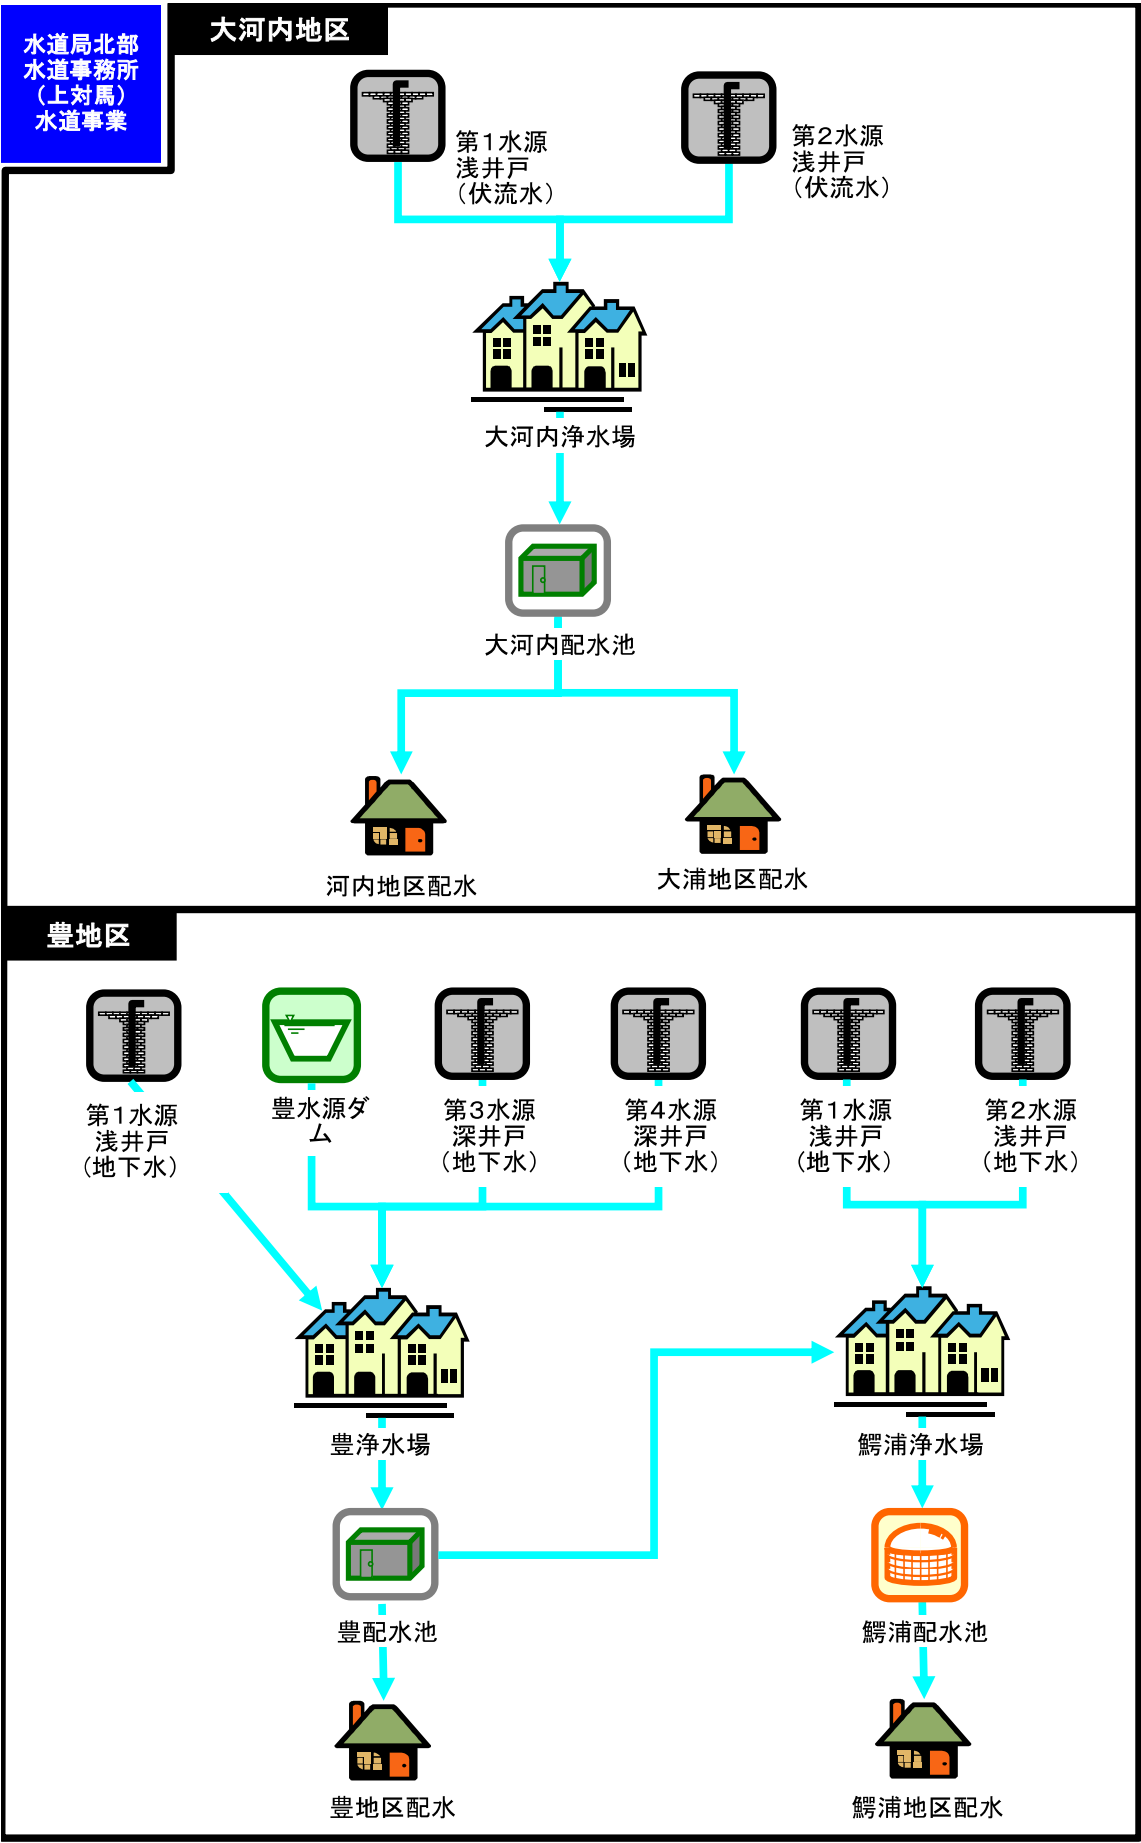 水道局北部
水道事務所
（上対馬）
水道事業
大河内地区
第1水源
浅井戸
（伏流水）
第2水源
浅井戸
（伏流水）
大河内浄水場
大河内配水池
河内地区配水
大浦地区配水
豊地区
第1水源
浅井戸
（地下水）
豊水源ダ
ム
第3水源
深井戸
（地下水）
第4水源
深井戸
（地下水）
第1水源
浅井戸
（地下水）
第2水源
浅井戸
（地下水）
豊浄水場
鰐浦浄水場
豊配水池
鰐浦配水池
豊地区配水
鰐浦地区配水